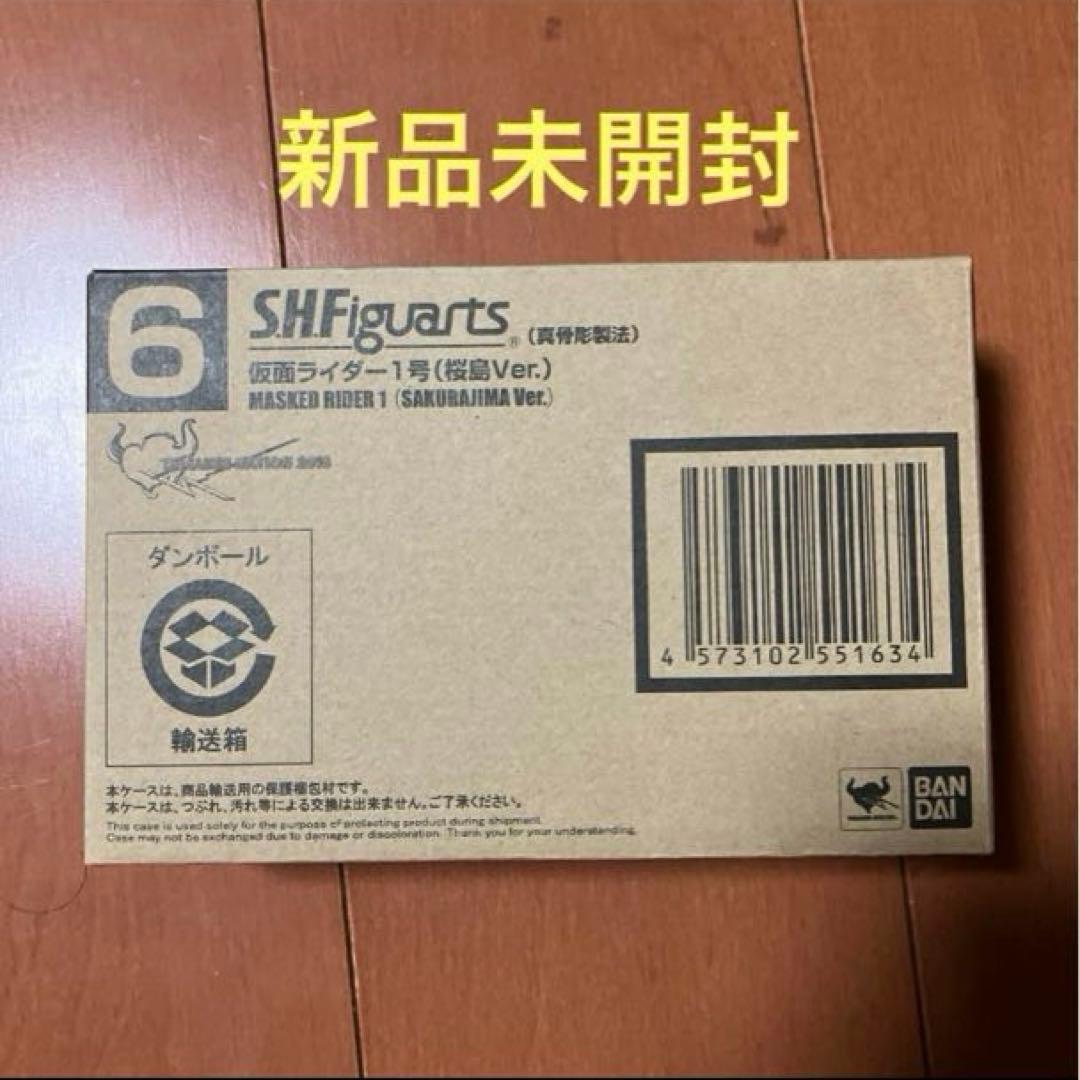 新品未開封
6
S.H.Figuarts®(真骨彫製法)
仮面ライダー1号(桜島Ver.)
MASKED RIDER 1 (SAKURAJIMA Ver.)
TAMASHII NATION 2018
ダンボール
輸送箱
4 573102 551634
本ケースは、商品輸送用の保護梱包材です。
本ケースは、つぶれ、汚れ等による交換は出来ません。ご了承ください。
This case is used solely for the purpose of protecting product during shipment.
Case may not be exchanged due to damage or discoloration. Thank you for your understanding.
BAN
DAI